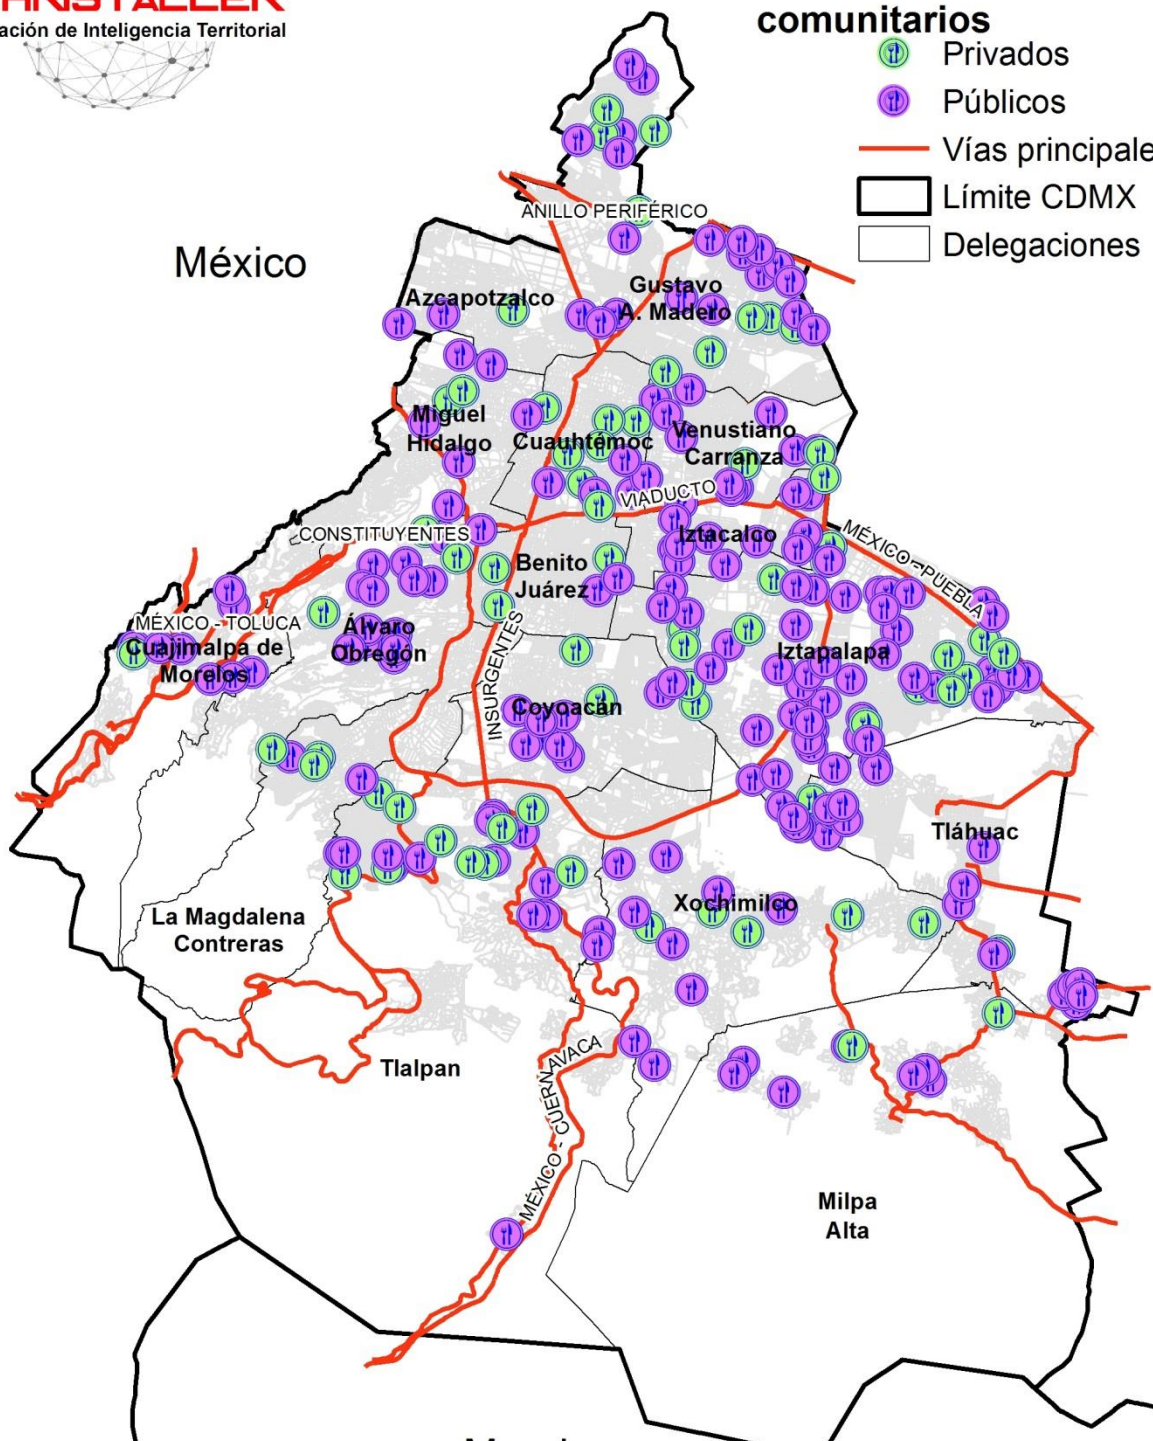 ación de Inteligencia Territorial
comunitarios
Privados
Públicos
Vías principale
Límite CDMX
Delegaciones
México
ANILLO PERIFÉRICO
Gustavo
A. Madero
Azcapotzalco
Miguel
Hidalgo
Cuauhtémoc
Venustiano
Carranza
VIADUCTO
CONSTITUYENTES
Iztacalco
MÉXICO - PUEBLA
Benito
Juárez
MÉXICO - TOLUCA
Álvaro
Obregón
Cuajimalpa de
Morelos
INSURGENTES
Iztapalapa
Coyoacán
Tláhuac
La Magdalena
Contreras
Xochimilco
Tlalpan
MÉXICO - CUERNAVACA
Milpa
Alta